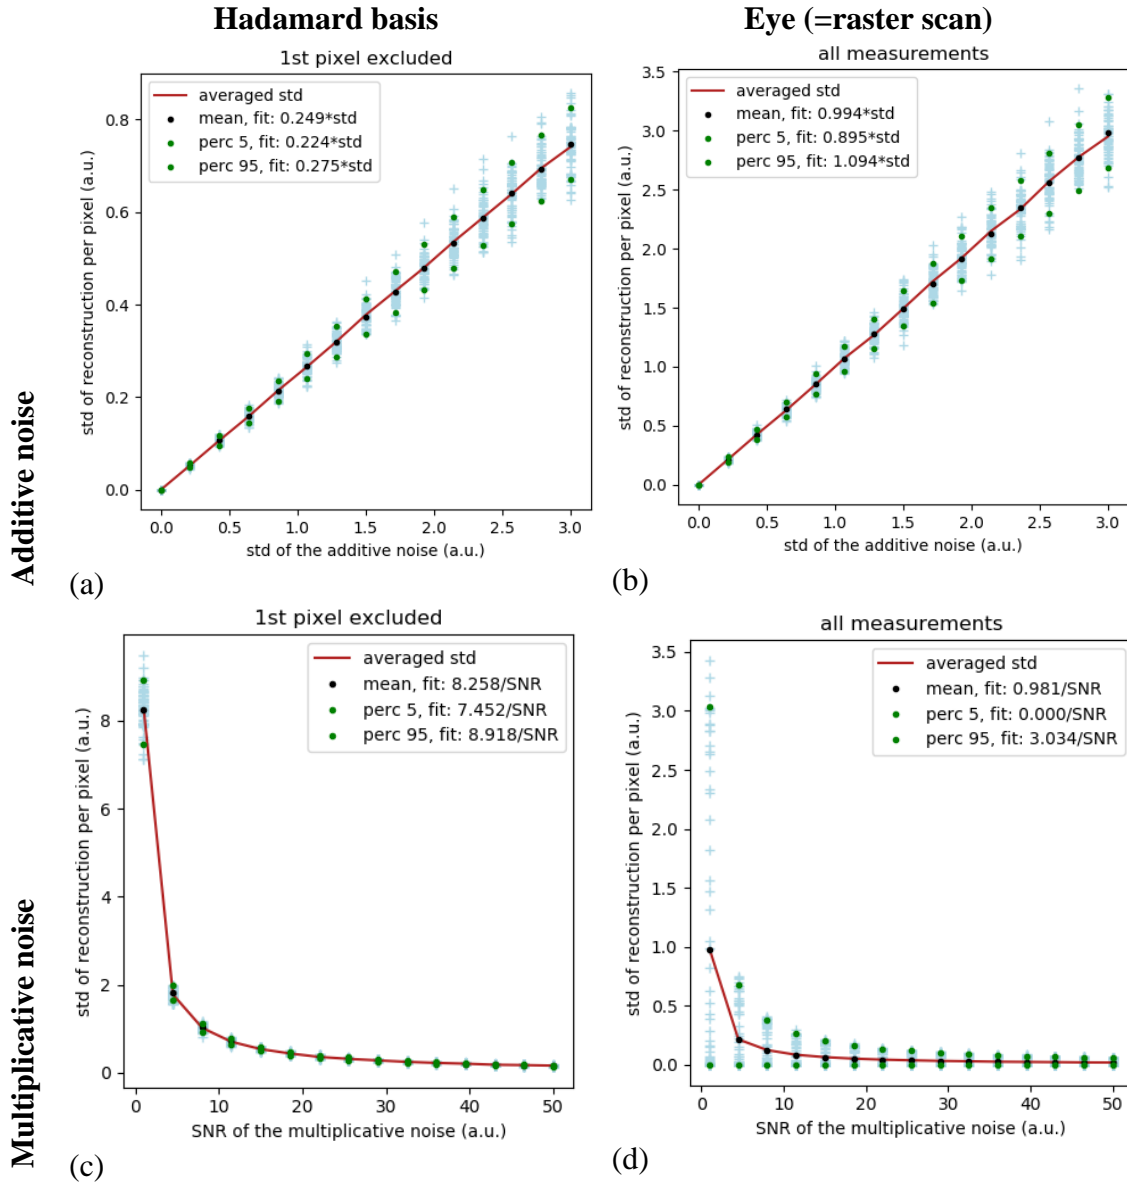 Hadamard basis
Eye (=raster scan)
Additive noise
1st pixel excluded
averaged std
mean, fit: 0.249*std
perc 5, fit: 0.224*std
perc 95, fit: 0.275*std
std of reconstruction per pixel (a.u.)
0.8
0.6
0.4
0.2
0.0
0.0 0.5 1.0 1.5 2.0 2.5 3.0
std of the additive noise (a.u.)
(a)
all measurements
averaged std
mean, fit: 0.994*std
perc 5, fit: 0.895*std
perc 95, fit: 1.094*std
std of reconstruction per pixel (a.u.)
3.5
3.0
2.5
2.0
1.5
1.0
0.5
0.0
0.0 0.5 1.0 1.5 2.0 2.5 3.0
std of the additive noise (a.u.)
(b)
Multiplicative noise
1st pixel excluded
averaged std
mean, fit: 8.258/SNR
perc 5, fit: 7.452/SNR
perc 95, fit: 8.918/SNR
std of reconstruction per pixel (a.u.)
8
6
4
2
0
0 10 20 30 40 50
SNR of the multiplicative noise (a.u.)
(c)
all measurements
averaged std
mean, fit: 0.981/SNR
perc 5, fit: 0.000/SNR
perc 95, fit: 3.034/SNR
std of reconstruction per pixel (a.u.)
3.5
3.0
2.5
2.0
1.5
1.0
0.5
0.0
0 10 20 30 40 50
SNR of the multiplicative noise (a.u.)
(d)